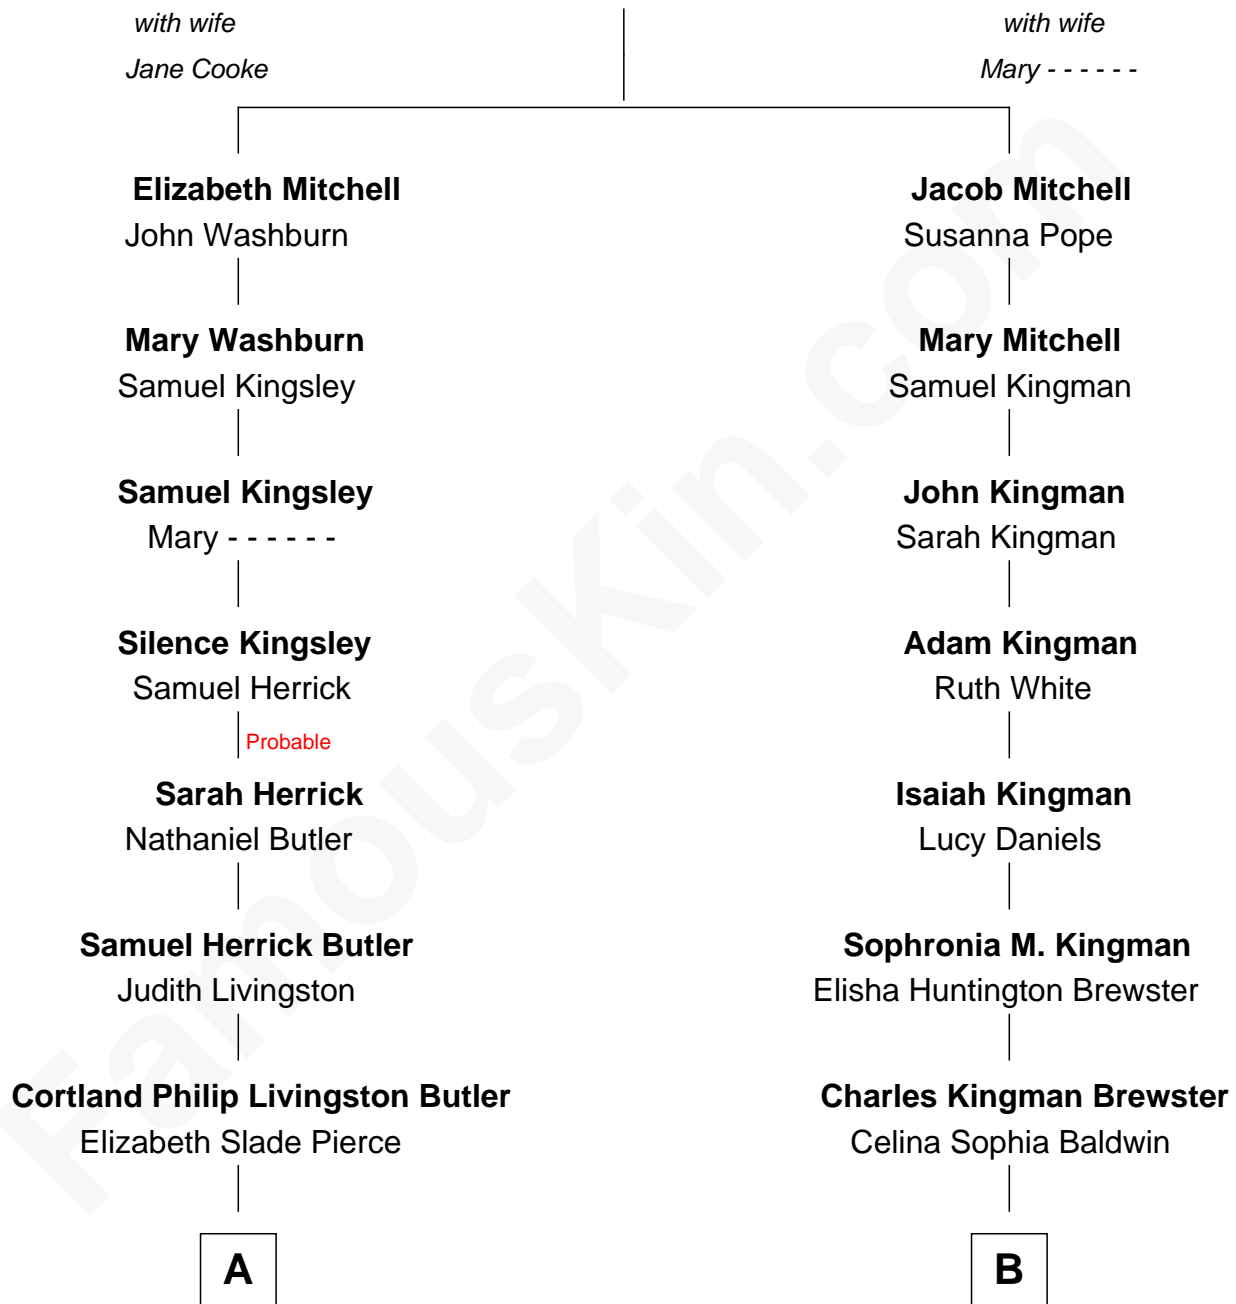 with wife
Jane Cooke
with wife
Mary - - - - - -
Elizabeth Mitchell
John Washburn
Jacob Mitchell
Susanna Pope
Mary Washburn
Samuel Kingsley
Mary Mitchell
Samuel Kingman
Samuel Kingsley
Mary - - - - - -
John Kingman
Sarah Kingman
Silence Kingsley
Samuel Herrick
Adam Kingman
Ruth White
Probable
Sarah Herrick
Nathaniel Butler
Isaiah Kingman
Lucy Daniels
Samuel Herrick Butler
Judith Livingston
Sophronia M. Kingman
Elisha Huntington Brewster
Cortland Philip Livingston Butler
Elizabeth Slade Pierce
Charles Kingman Brewster
Celina Sophia Baldwin
A
B
FamousKin.com